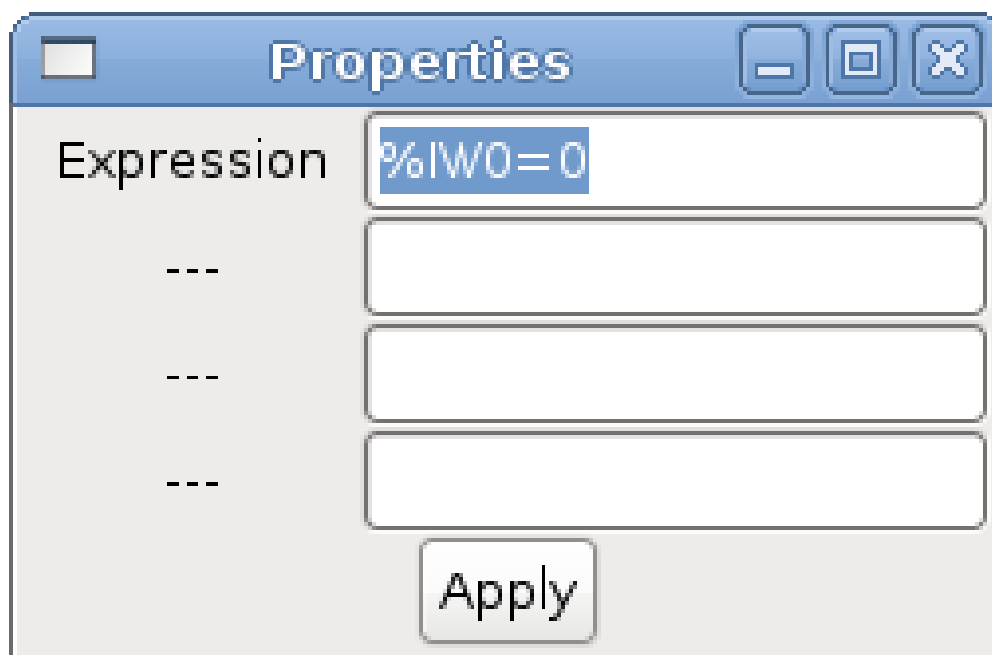 Properties
Expression %IW0=0
---
---
---
Apply